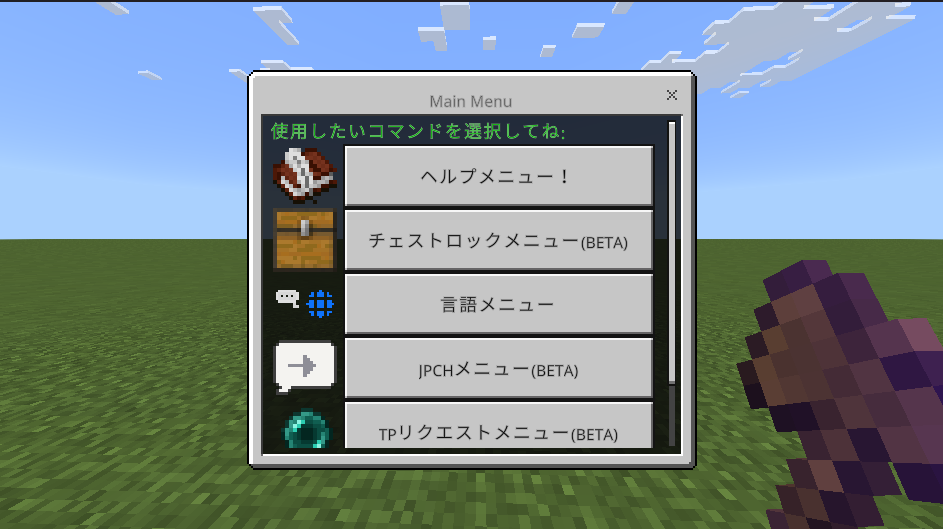 Main Menu
使用したいコマンドを選択してね:
ヘルプメニュー！
チェストロックメニュー(BETA)
言語メニュー
JPCHメニュー(BETA)
TPリクエストメニュー(BETA)